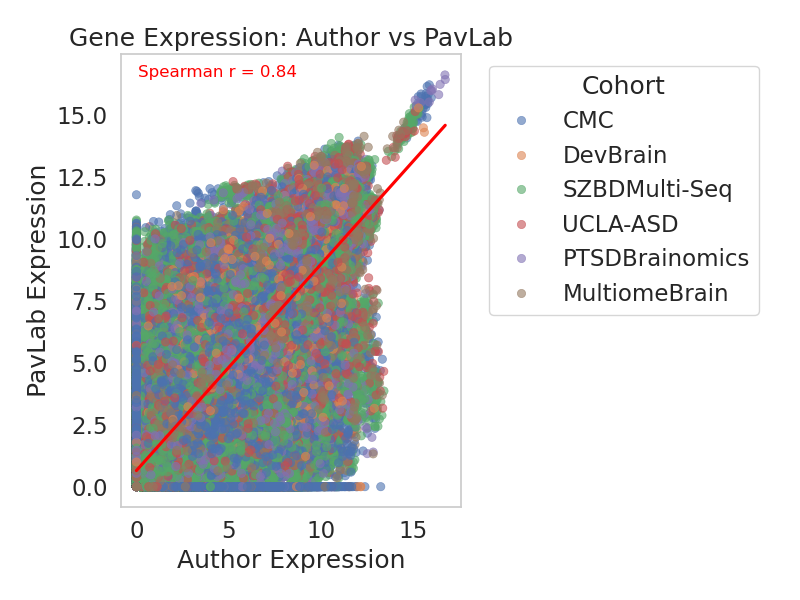 Gene Expression: Author vs PavLab
Spearman r = 0.84
PavLab Expression
15.0
12.5
10.0
7.5
5.0
2.5
0.0
0
5
10
15
Author Expression
Cohort
CMC
DevBrain
SZBDMulti-Seq
UCLA-ASD
PTSDBrainomics
MultiomeBrain